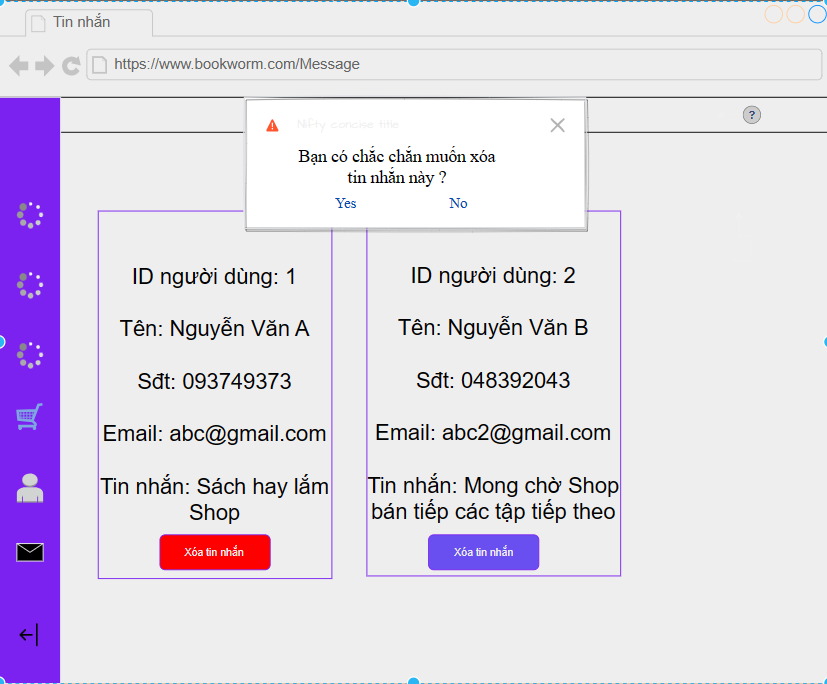 Tin nhắn
https://www.bookworm.com/Message
Nifty concise title
?
Bạn có chắc chắn muốn xóa
tin nhắn này ?
Yes
No
ID người dùng: 1
Tên: Nguyễn Văn A
Sđt: 093749373
Email: abc@gmail.com
Tin nhắn: Sách hay lắm
Shop
Xóa tin nhắn
ID người dùng: 2
Tên: Nguyễn Văn B
Sđt: 048392043
Email: abc2@gmail.com
Tin nhắn: Mong chờ Shop
bán tiếp các tập tiếp theo
Xóa tin nhắn